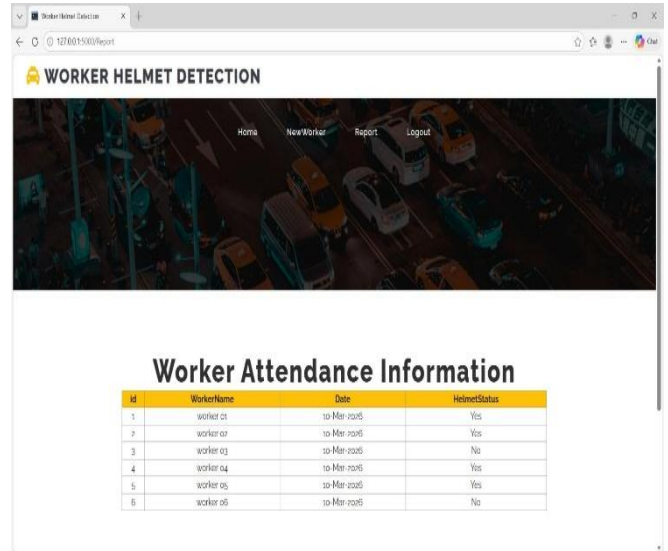 Worker Helmet Detection
127.0.0.1:5000/Report
Chat
WORKER HELMET DETECTION
Home NewWorker Report Logout
Worker Attendance Information
id WorkerName Date HelmetStatus
1 worker 01 10-Mar-2026 Yes
2 worker 02 10-Mar-2026 Yes
3 worker 03 10-Mar-2026 No
4 worker 04 10-Mar-2026 Yes
5 worker 05 10-Mar-2026 Yes
6 worker 06 10-Mar-2026 No